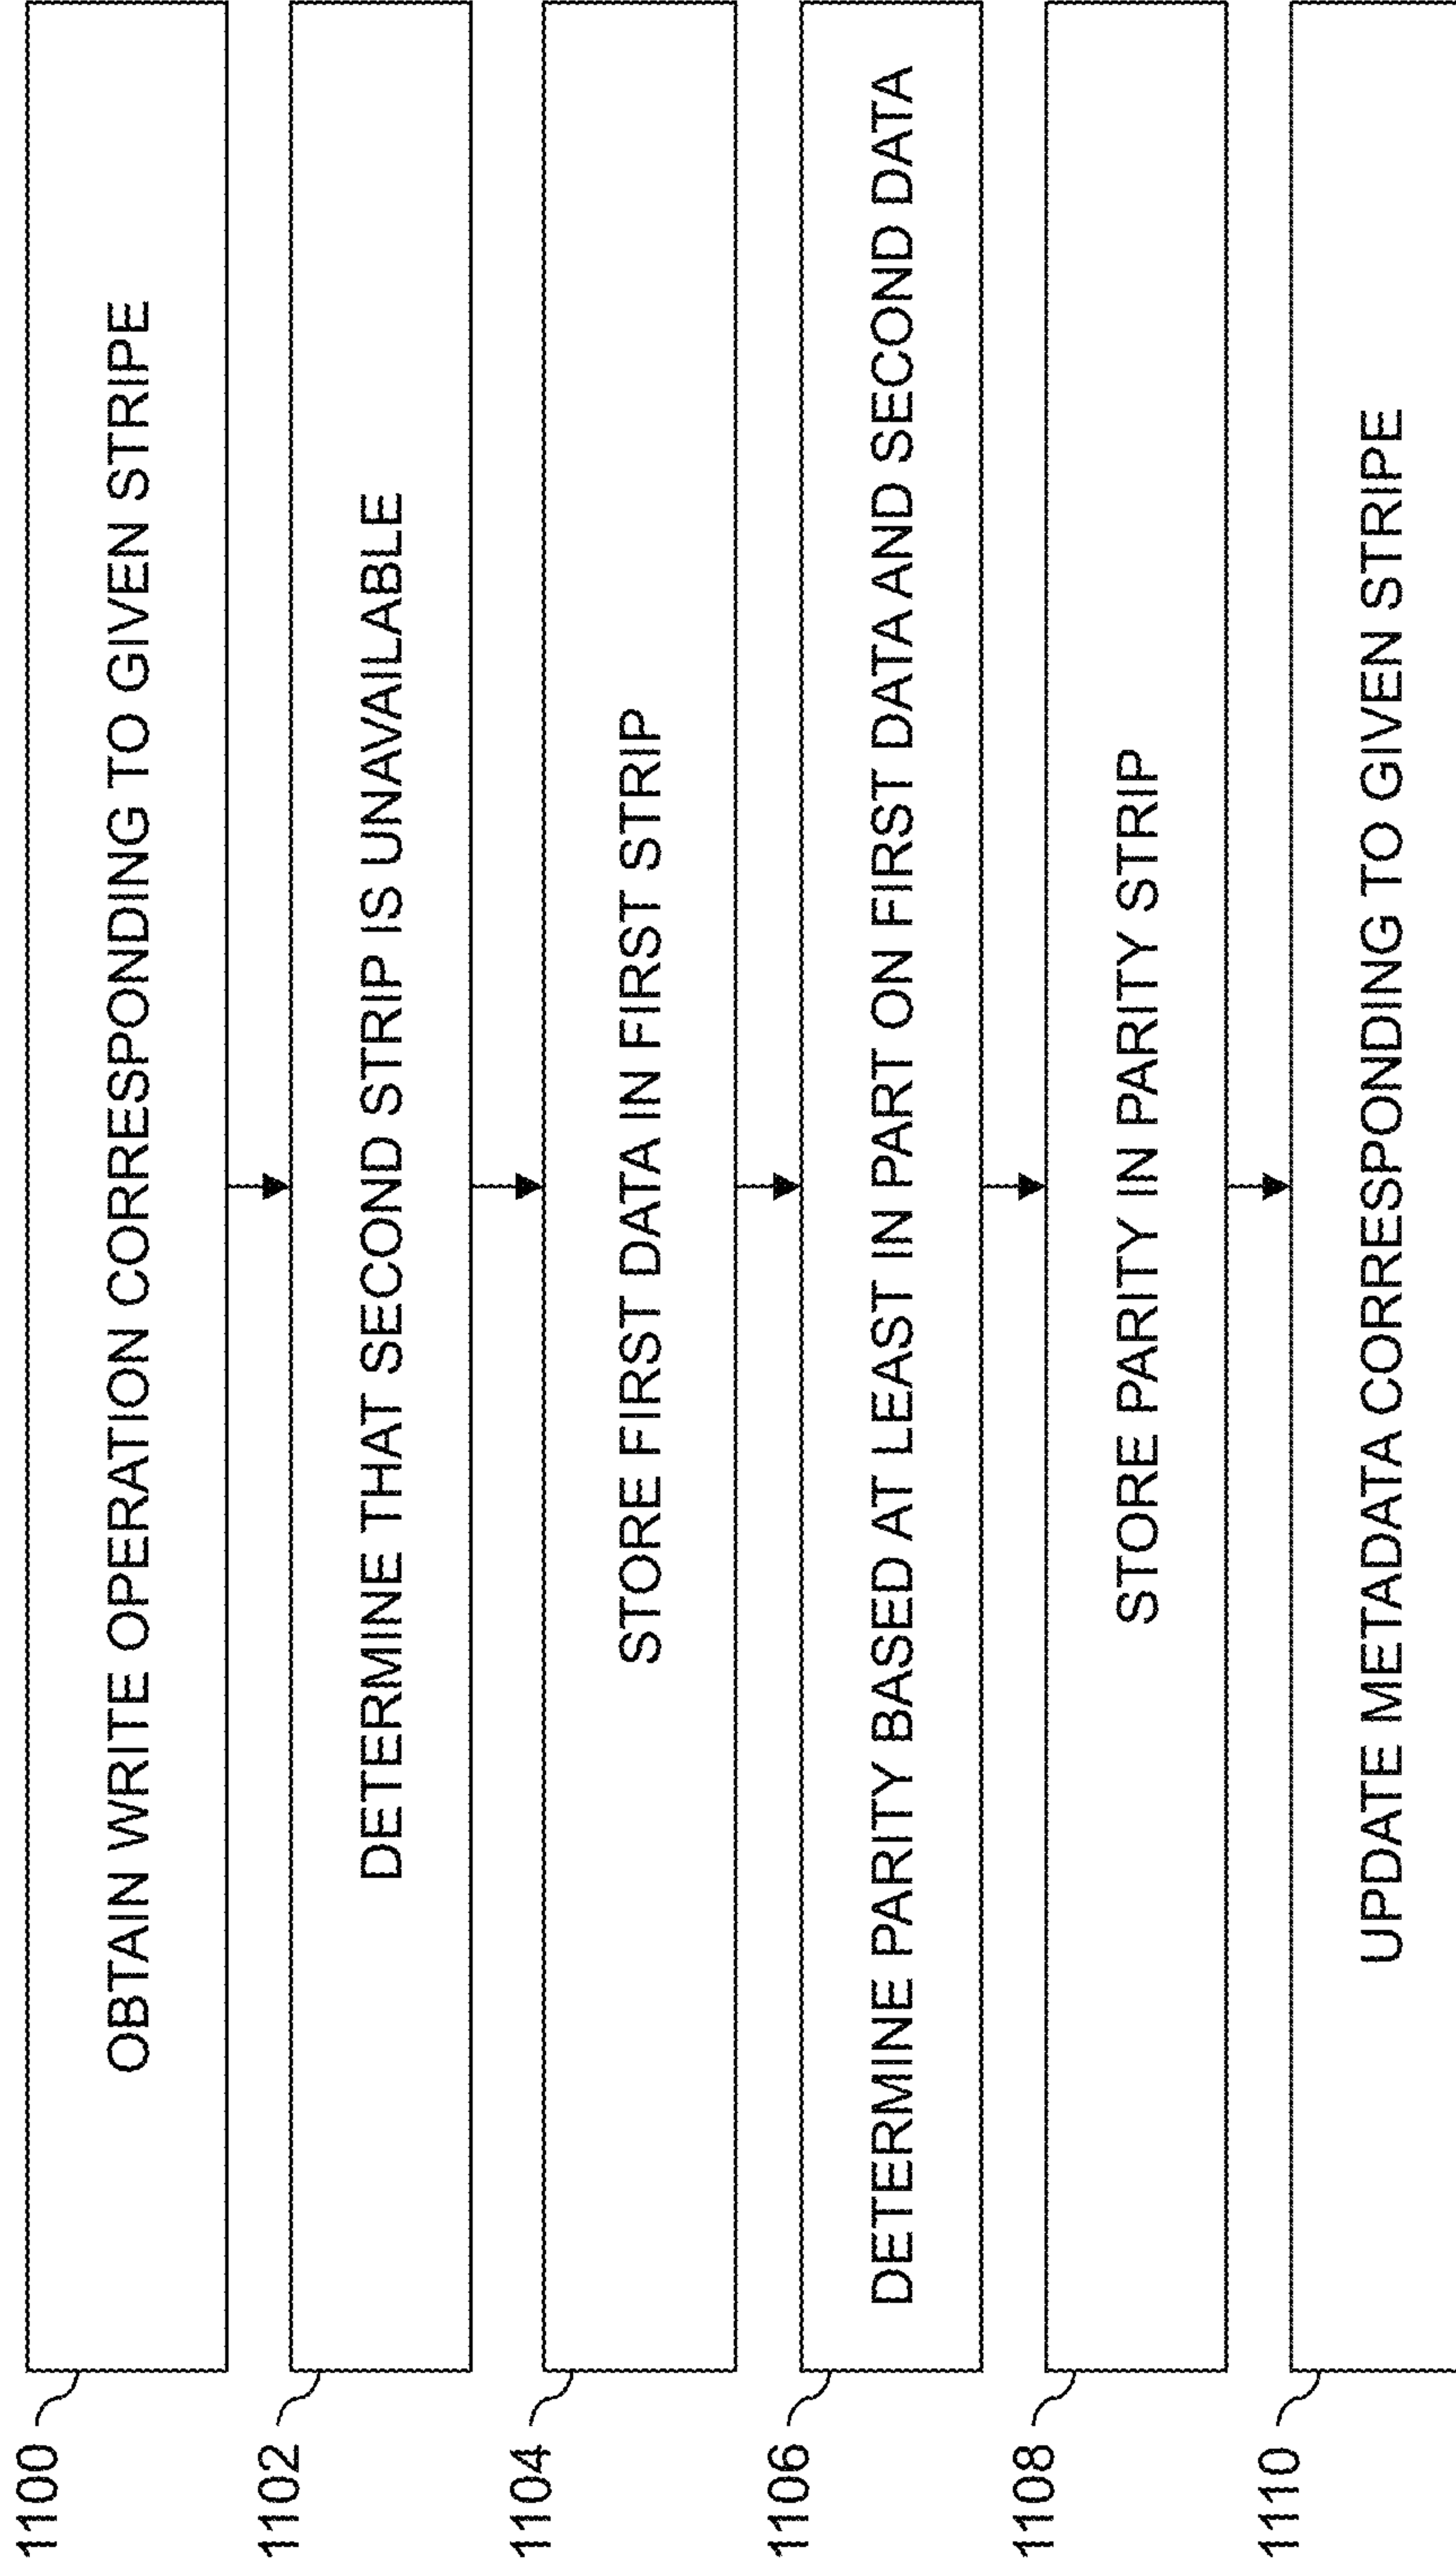 1100
OBTAIN WRITE OPERATION CORRESPONDING TO GIVEN STRIPE
1102
DETERMINE THAT SECOND STRIP IS UNAVAILABLE
1104
STORE FIRST DATA IN FIRST STRIP
1106
DETERMINE PARITY BASED AT LEAST IN PART ON FIRST DATA AND SECOND DATA
1108
STORE PARITY IN PARITY STRIP
1110
UPDATE METADATA CORRESPONDING TO GIVEN STRIPE